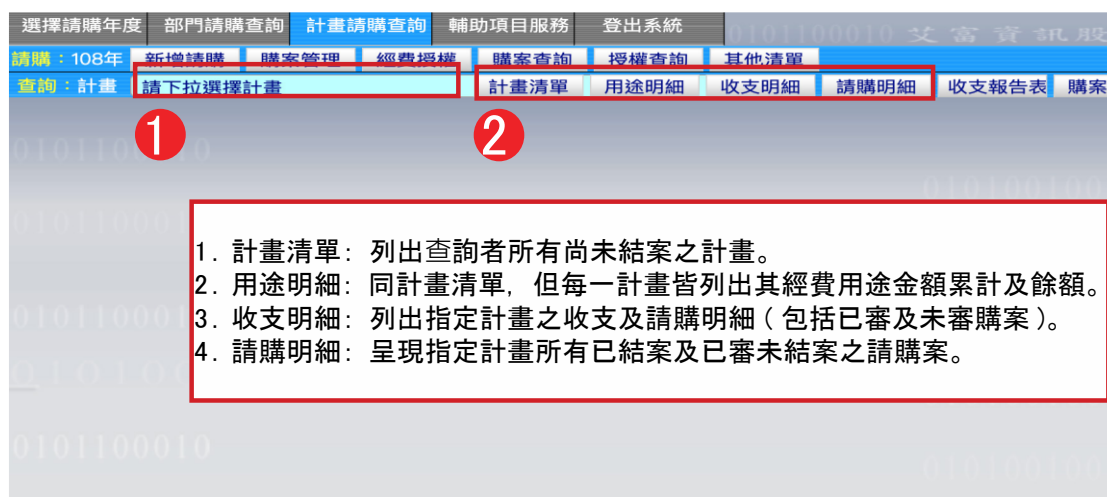 選擇請購年度 部門請購查詢 計畫請購查詢 輔助項目服務 登出系統
010110001​0 艾富資訊股
請購：108年 新增請購 購案管理 經費授權 購案查詢 授權查詢 其他清單
查詢：計畫 請下拉選擇計畫 計畫清單 用途明細 收支明細 請購明細 收支報告表 購案
1 2
1. 計畫清單：列出查詢者所有尚未結案之計畫。
2. 用途明細：同計畫清單，但每一計畫皆列出其經費用途金額累計及餘額。
3. 收支明細：列出指定計畫之收支及請購明細(包括已審及未審購案)。
4. 請購明細：呈現指定計畫所有已結案及已審未結案之請購案。
0101100010